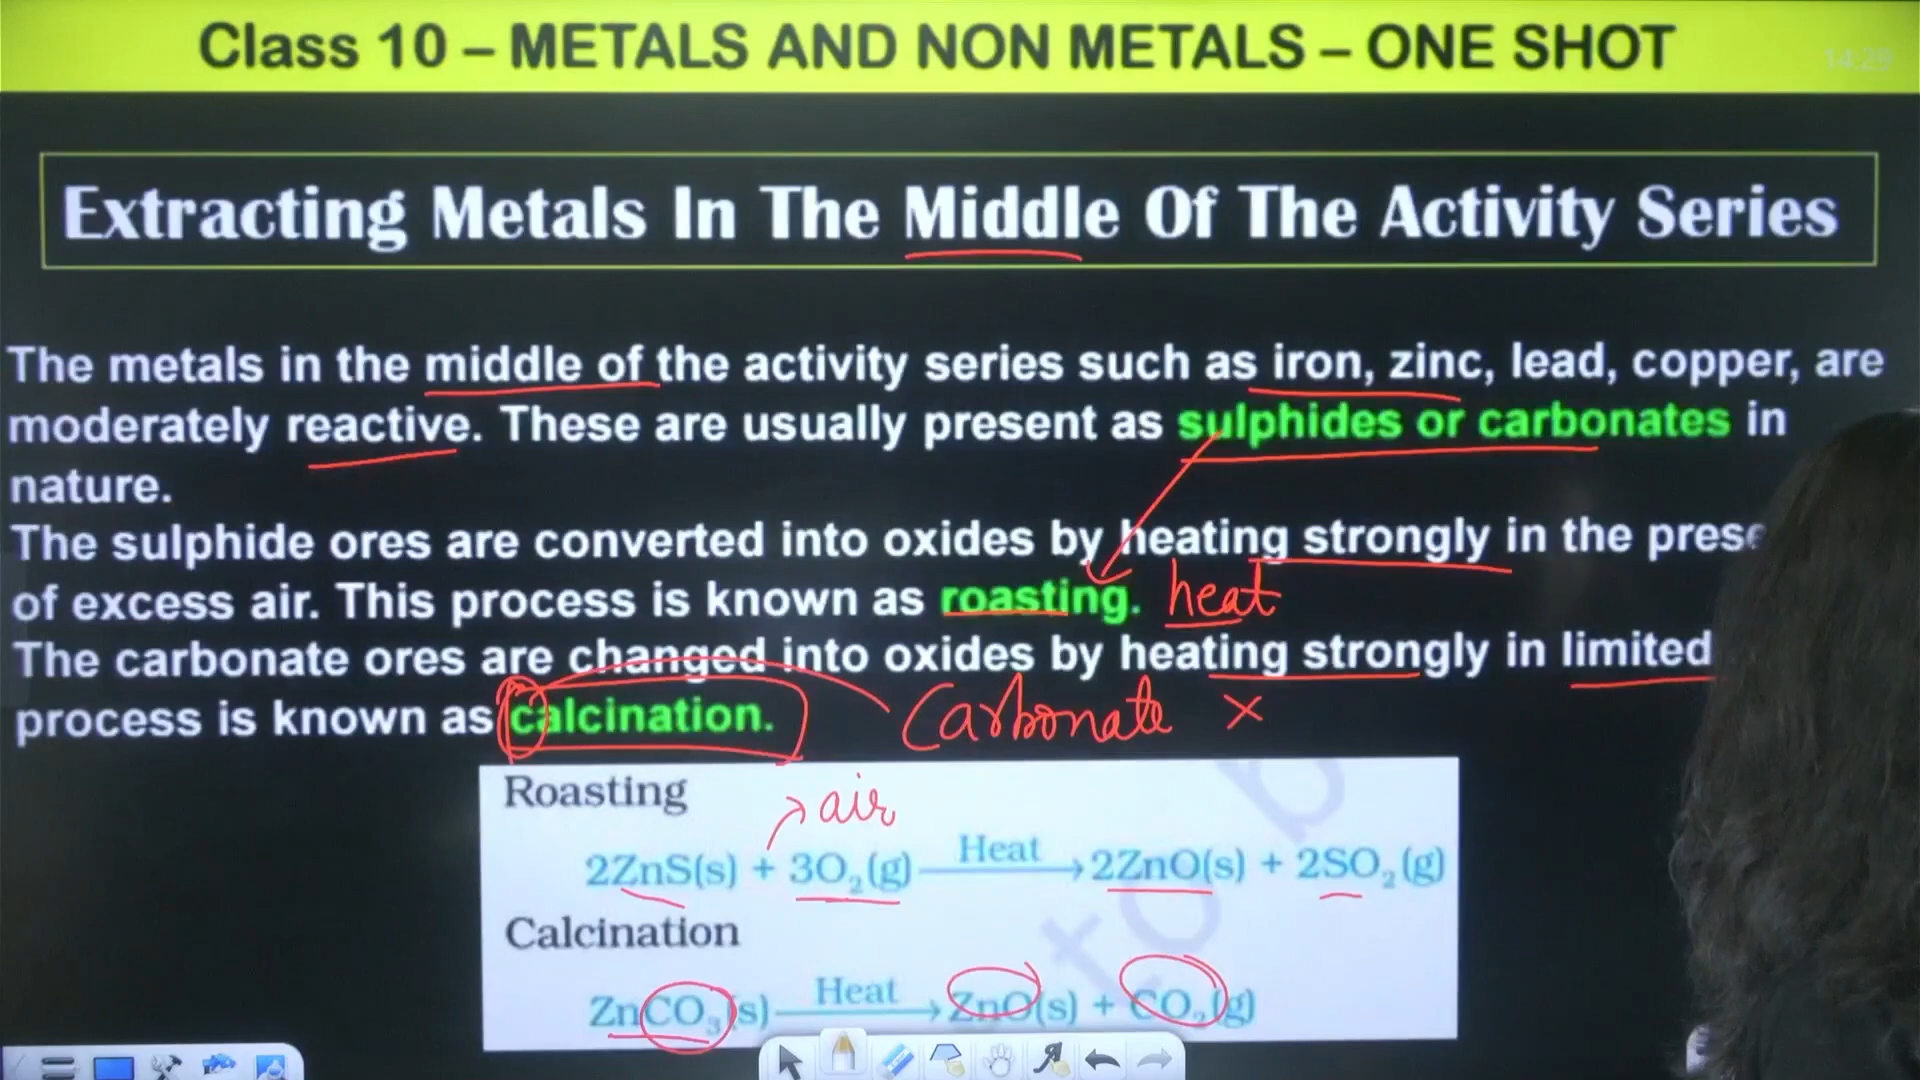 Class 10 – METALS AND NON METALS – ONE SHOT
14:29
Extracting Metals In The Middle Of The Activity Series
The metals in the middle of the activity series such as iron, zinc, lead, copper, are
moderately reactive. These are usually present as sulphides or carbonates in
nature.
The sulphide ores are converted into oxides by heating strongly in the prese
of excess air. This process is known as roasting. heat
The carbonate ores are changed into oxides by heating strongly in limited
process is known as calcination. Carbonate ×
Roasting
air
2ZnS(s) + 3O₂(g) Heat → 2ZnO(s) + 2SO₂(g)
Calcination
ZnCO₃(s) Heat → ZnO(s) + CO₂(g)
to b